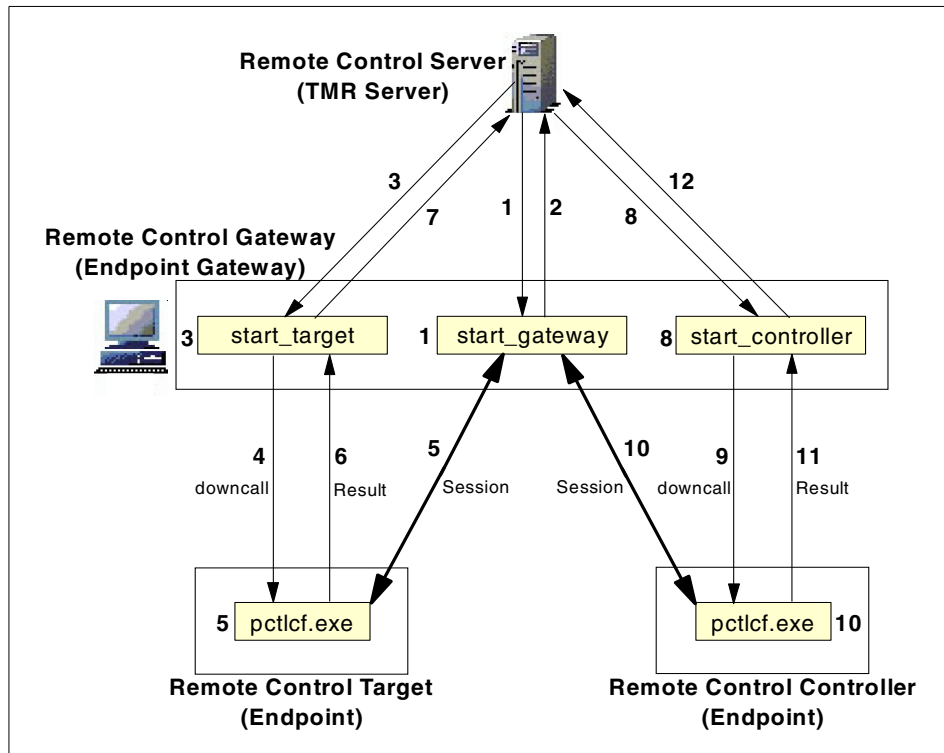 Remote Control Server
(TMR Server)
3
7
1
2
8
12
Remote Control Gateway
(Endpoint Gateway)
3
start_target
1
start_gateway
8
start_controller
4
downcall
6
Result
5
Session
10
Session
9
downcall
11
Result
5
pctlcf.exe
pctlcf.exe
10
Remote Control Target
(Endpoint)
Remote Control Controller
(Endpoint)